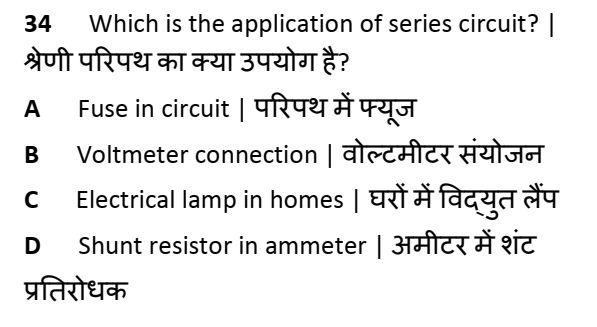 34 Which is the application of series circuit? |
श्रेणी परिपथ का क्या उपयोग है?
A Fuse in circuit | परिपथ में फ्यूज
B Voltmeter connection | वोल्टमीटर संयोजन
C Electrical lamp in homes | घरों में विद्युत लैंप
D Shunt resistor in ammeter | अमीटर में शंट
प्रतिरोधक